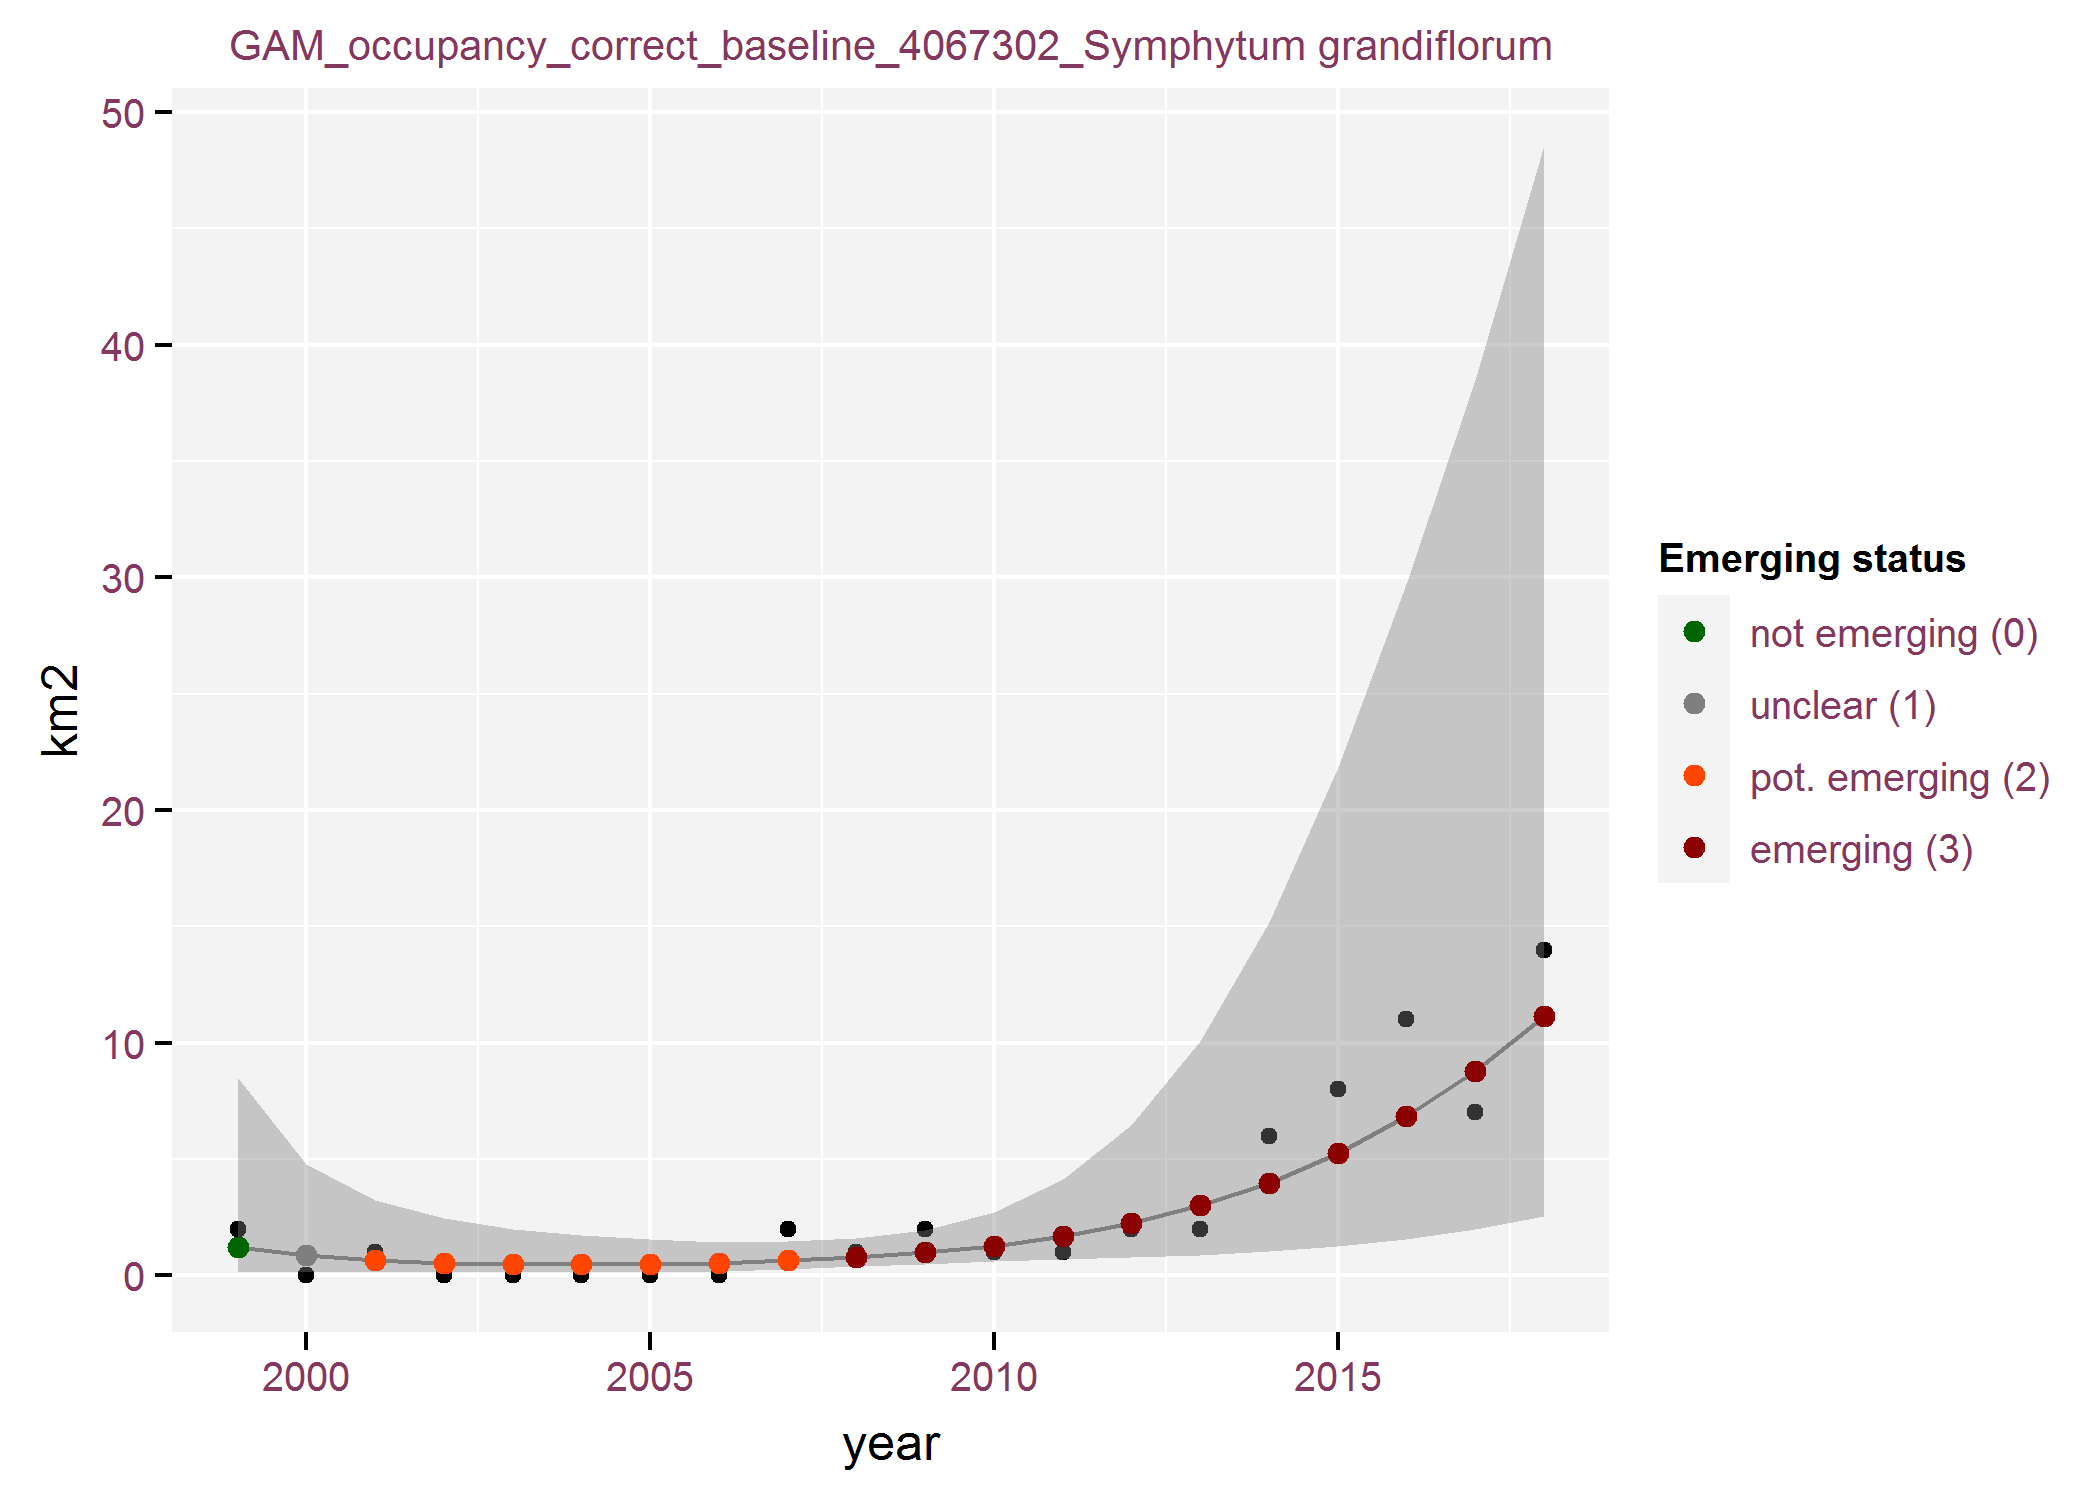 GAM_occupancy_correct_baseline_4067302_Symphytum grandiflorum
50
40
30
20
10
0
km2
2000 2005 2010 2015
year
Emerging status
not emerging (0)
unclear (1)
pot. emerging (2)
emerging (3)